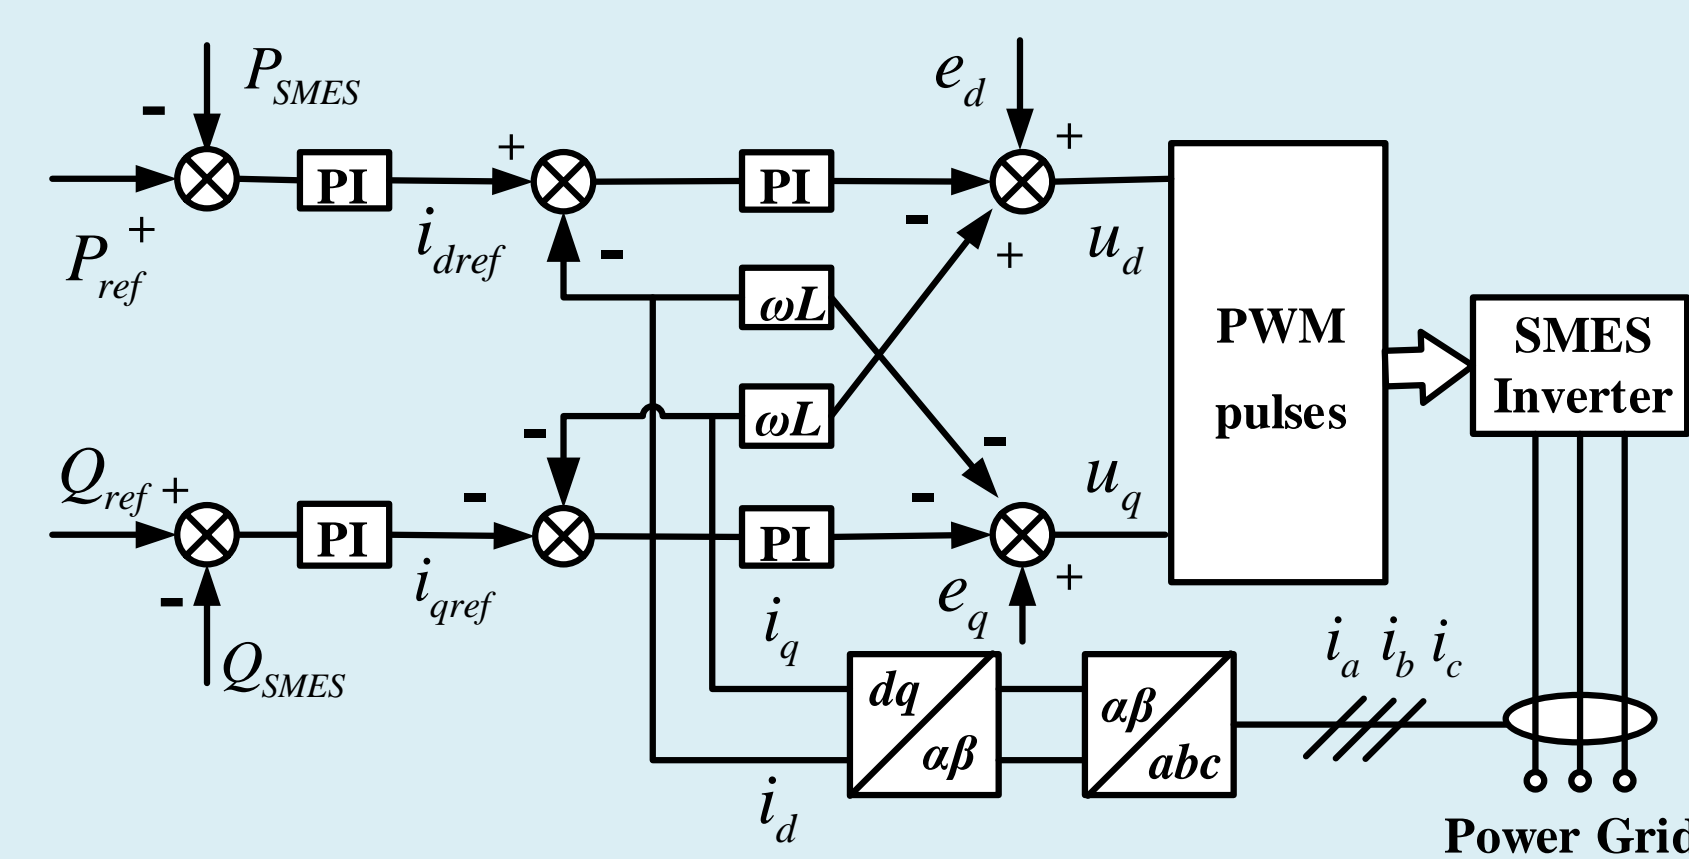 P_SMES
-
P_ref
+
PI
i_dref
+
-
PI
-
e_d
+
+
u_d
ωL
ωL
PWM
pulses
SMES
Inverter
Q_ref
+
-
Q_SMES
PI
i_qref
-
-
PI
-
-
e_q
+
u_q
i_q
i_d
dq
αβ
αβ
abc
i_a i_b i_c
Power Grid